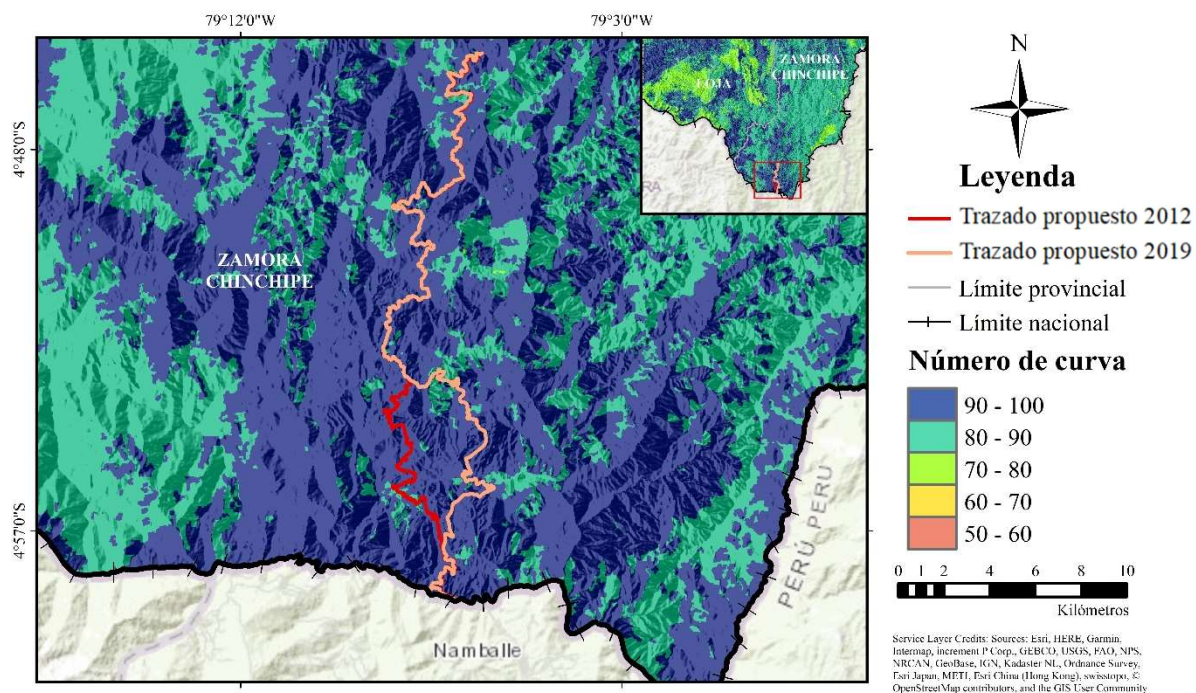 79°12'0"W
79°3'0"W
4°48'0"S
4°57'0"S
ZAMORA
CHINCHIPE
LOJA
ZAMORA
CHINCHIPE
PERÚ PERU
Namballe
N
Leyenda
Trazado propuesto 2012
Trazado propuesto 2019
Límite provincial
Límite nacional
Número de curva
90 - 100
80 - 90
70 - 80
60 - 70
50 - 60
0 1 2 4 6 8 10
Kilómetros
Service Layer Credits: Sources: Esri, HERE, Garmin,
Intermap, increment P Corp., GEBCO, USGS, FAO, NPS,
NRCAN, GeoBase, IGN, Kadaster NL, Ordnance Survey,
Esri Japan, METI, Esri China (Hong Kong), swisstopo, ©
OpenStreetMap contributors, and the GIS User Community